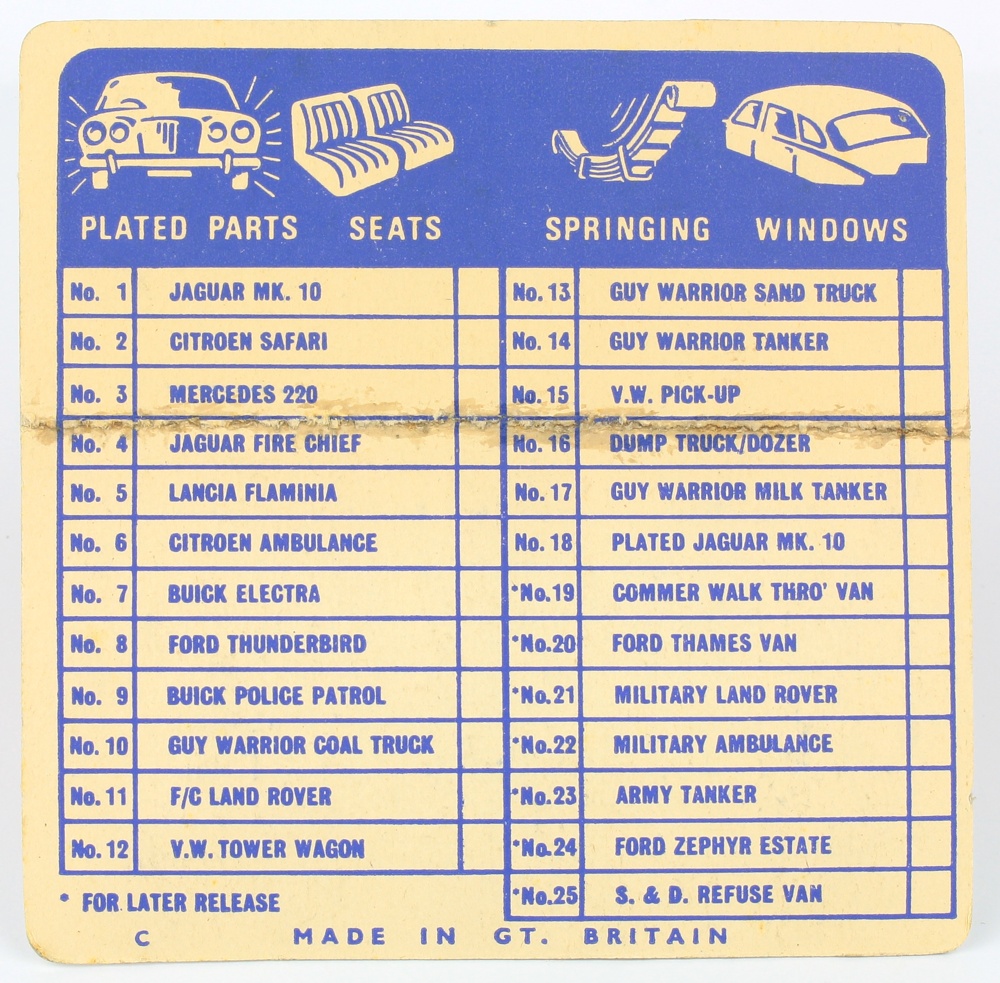 PLATED PARTS SEATS SPRINGING WINDOWS
No. 1 JAGUAR MK. 10
No. 2 CITROEN SAFARI
No. 3 MERCEDES 220
No. 4 JAGUAR FIRE CHIEF
No. 5 LANCIA FLAMINIA
No. 6 CITROEN AMBULANCE
No. 7 BUICK ELECTRA
No. 8 FORD THUNDERBIRD
No. 9 BUICK POLICE PATROL
No. 10 GUY WARRIOR COAL TRUCK
No. 11 F/C LAND ROVER
No. 12 V.W. TOWER WAGON
No. 13 GUY WARRIOR SAND TRUCK
No. 14 GUY WARRIOR TANKER
No. 15 V.W. PICK-UP
No. 16 DUMP TRUCK/DOZER
No. 17 GUY WARRIOR MILK TANKER
No. 18 PLATED JAGUAR MK. 10
*No. 19 COMMER WALK THRO' VAN
*No. 20 FORD THAMES VAN
*No. 21 MILITARY LAND ROVER
*No. 22 MILITARY AMBULANCE
*No. 23 ARMY TANKER
*No. 24 FORD ZEPHYR ESTATE
*No. 25 S. & D. REFUSE VAN
* FOR LATER RELEASE
C MADE IN GT. BRITAIN